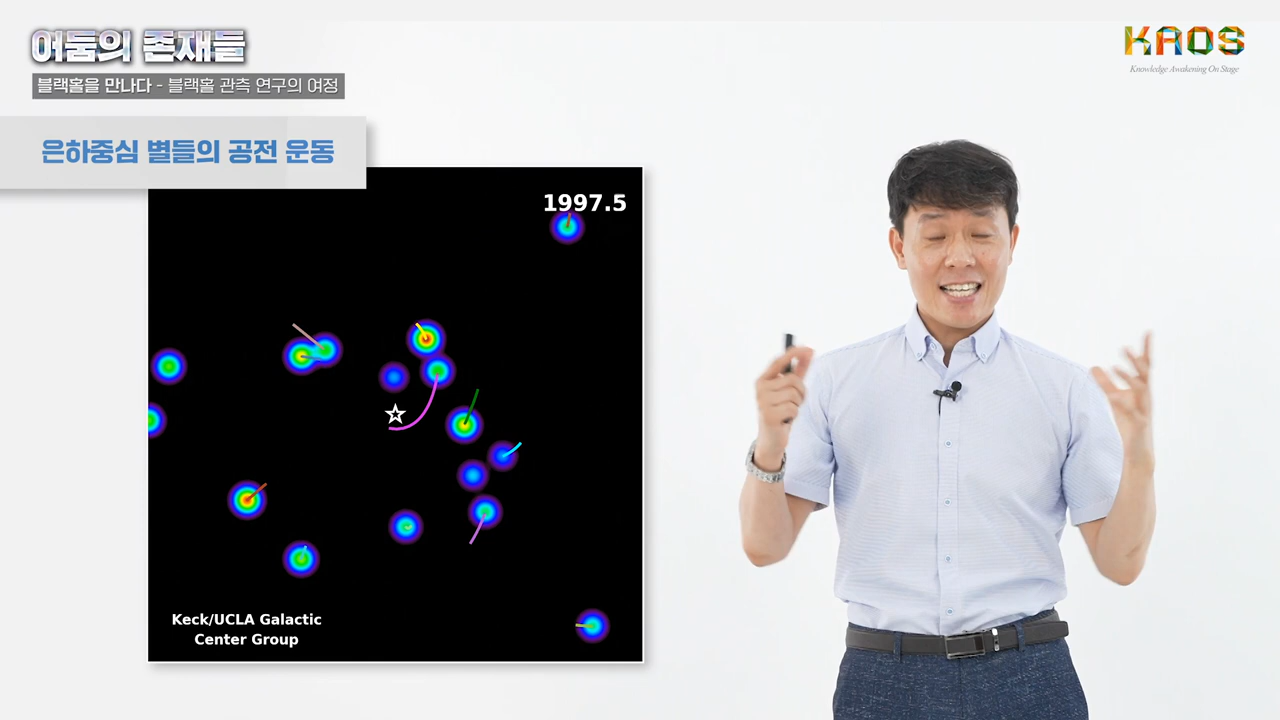 어둠의 존재들
블랙홀을 만나다 - 블랙홀 관측 연구의 여정
KAOS
Knowledge Awakening On Stage
은하중심 별들의 공전 운동
1997.5
Keck/UCLA Galactic
Center Group